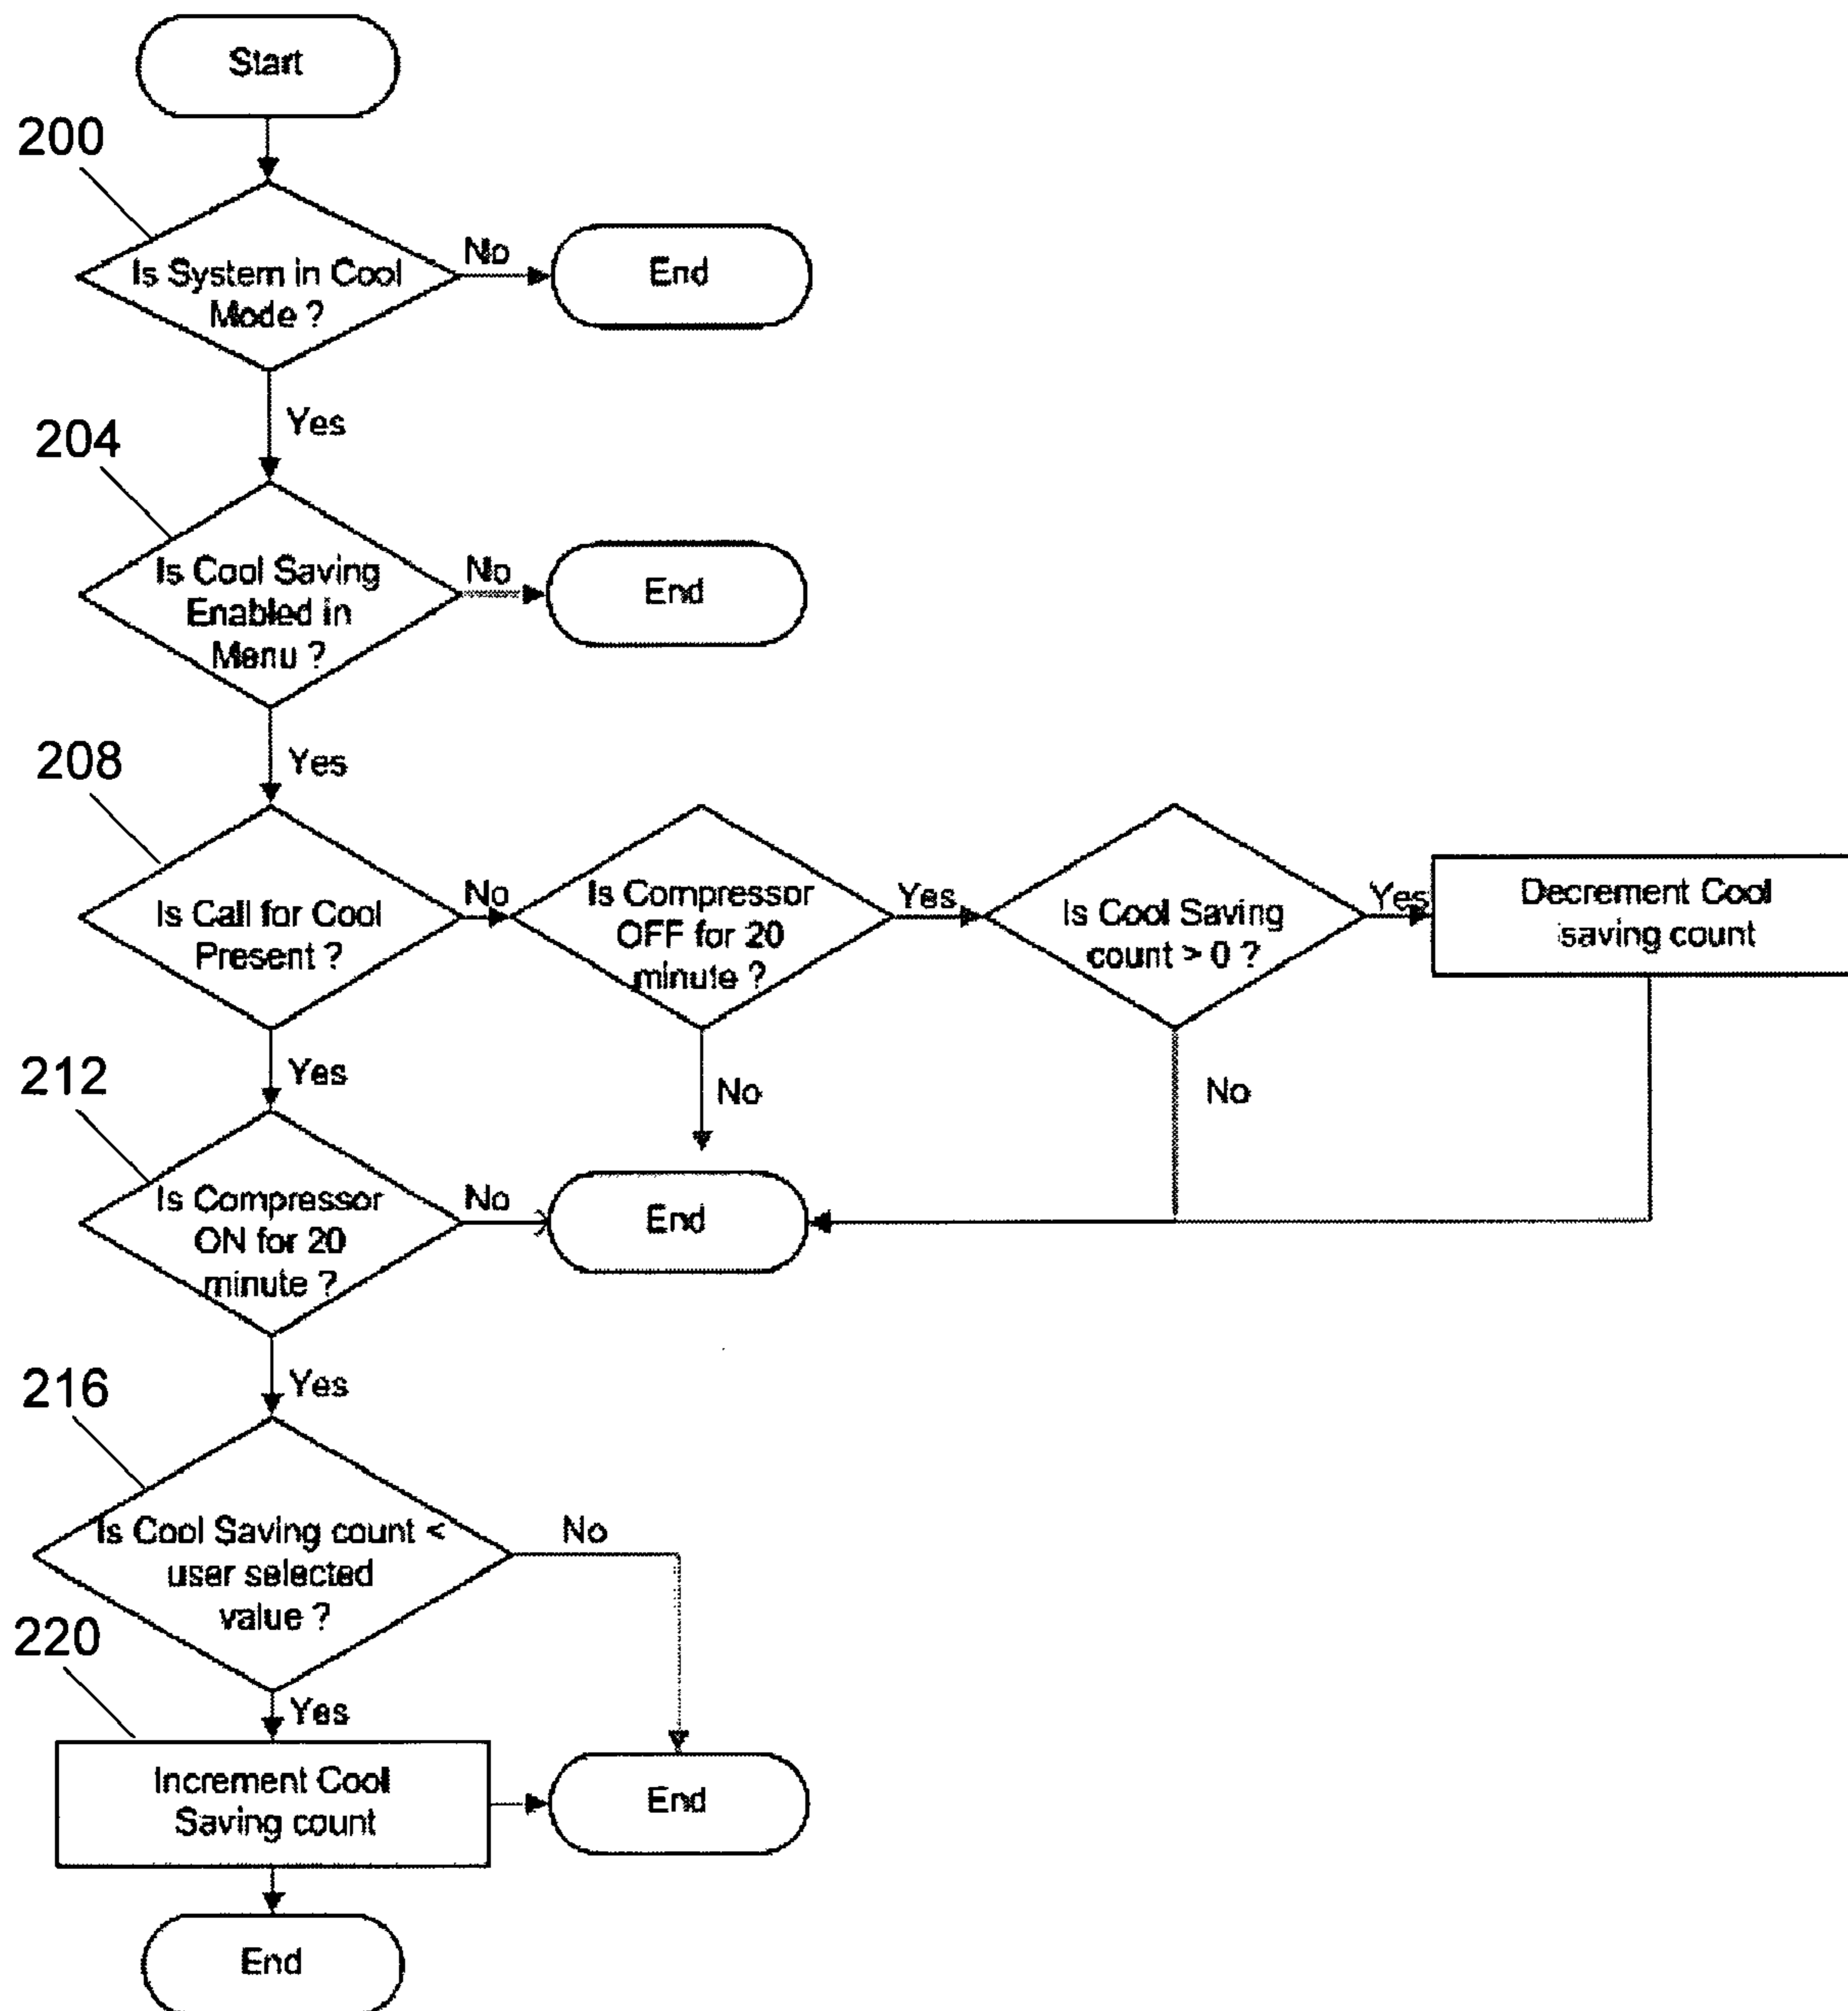 Start
200
Is System in Cool
Mode ?
No
End
Yes
204
Is Cool Saving
Enabled in
Menu ?
No
End
Yes
208
Is Call for Cool
Present ?
No
Is Compressor
OFF for 20
minute ?
Yes
Is Cool Saving
count > 0 ?
Yes
Decrement Cool
saving count
Yes
No
No
212
Is Compressor
ON for 20
minute ?
No
End
Yes
216
Is Cool Saving count <
user selected
value ?
No
Yes
220
Increment Cool
Saving count
End
End